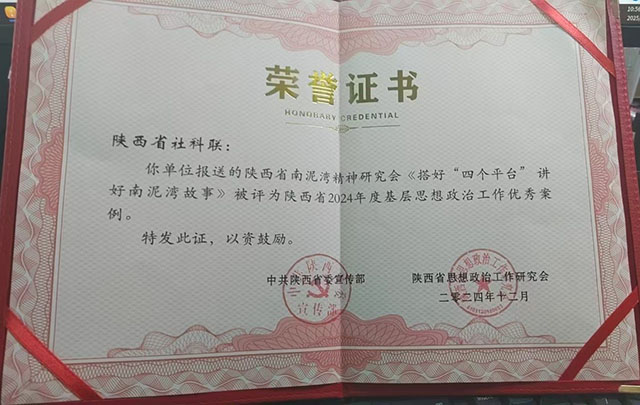 荣誉证书
HONORARY CREDENTIAL
陕西省社科联：
你单位报送的陕西省南泥湾精神研究会《搭好“四个平台” 讲
好南泥湾故事》被评为陕西省2024年度基层思想政治工作优秀案
例。
特发此证，以资鼓励。
中共陕西省委宣传部
陕西省思想政治工作研究会
二〇二四年十二月
宣传部